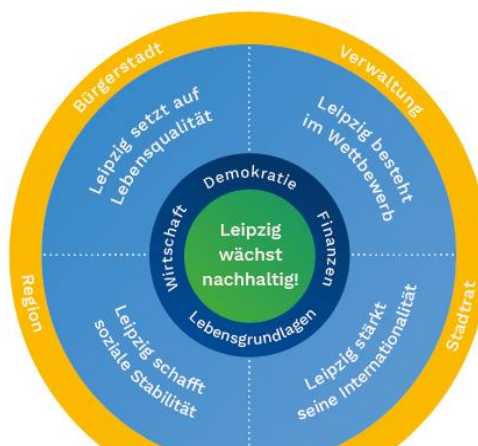 Bürgerstadt
Verwaltung
Leipzig setzt auf
Lebensqualität
Leipzig besteht
im Wettbewerb
Demokratie
Wirtschaft
Finanzen
Leipzig
wächst
nachhaltig!
Lebensgrundlagen
Region
Stadtrat
Leipzig schafft
soziale Stabilität
Leipzig stärkt
seine Internationalität